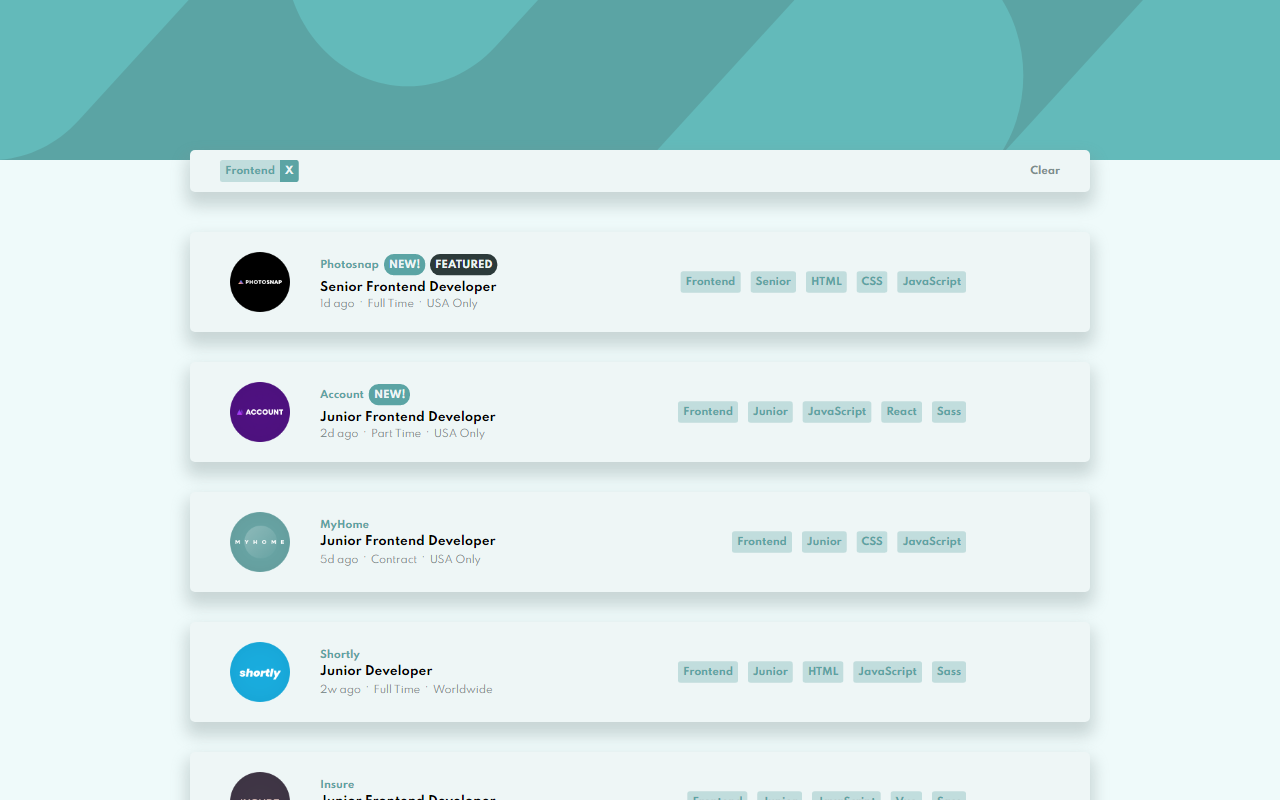 Frontend X Clear
PHOTOSNAP
Photosnap NEW! FEATURED
Senior Frontend Developer
1d ago · Full Time · USA Only
Frontend Senior HTML CSS JavaScript
ACCOUNT
Account NEW!
Junior Frontend Developer
2d ago · Part Time · USA Only
Frontend Junior JavaScript React Sass
MYHOME
MyHome
Junior Frontend Developer
5d ago · Contract · USA Only
Frontend Junior CSS JavaScript
shortly
Shortly
Junior Developer
2w ago · Full Time · Worldwide
Frontend Junior HTML JavaScript Sass
Insure
Junior Frontend Developer
Frontend Junior JavaScript